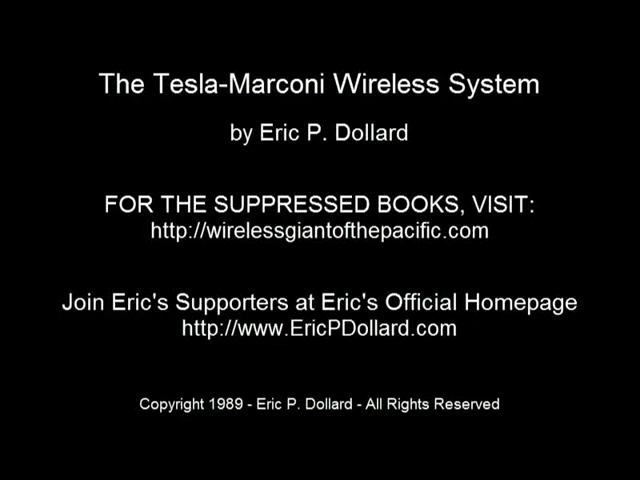 The Tesla-Marconi Wireless System
by Eric P. Dollard
FOR THE SUPPRESSED BOOKS, VISIT:
http://wirelessgiantofthepacific.com
Join Eric's Supporters at Eric's Official Homepage
http://www.EricPDollard.com
Copyright 1989 - Eric P. Dollard - All Rights Reserved